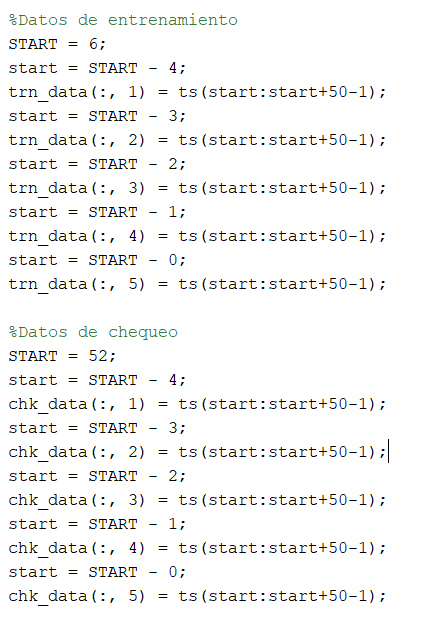 %Datos de entrenamiento
START = 6;
start = START - 4;
trn_data(:, 1) = ts(start:start+50-1);
start = START - 3;
trn_data(:, 2) = ts(start:start+50-1);
start = START - 2;
trn_data(:, 3) = ts(start:start+50-1);
start = START - 1;
trn_data(:, 4) = ts(start:start+50-1);
start = START - 0;
trn_data(:, 5) = ts(start:start+50-1);

%Datos de chequeo
START = 52;
start = START - 4;
chk_data(:, 1) = ts(start:start+50-1);
start = START - 3;
chk_data(:, 2) = ts(start:start+50-1);
start = START - 2;
chk_data(:, 3) = ts(start:start+50-1);
start = START - 1;
chk_data(:, 4) = ts(start:start+50-1);
start = START - 0;
chk_data(:, 5) = ts(start:start+50-1);